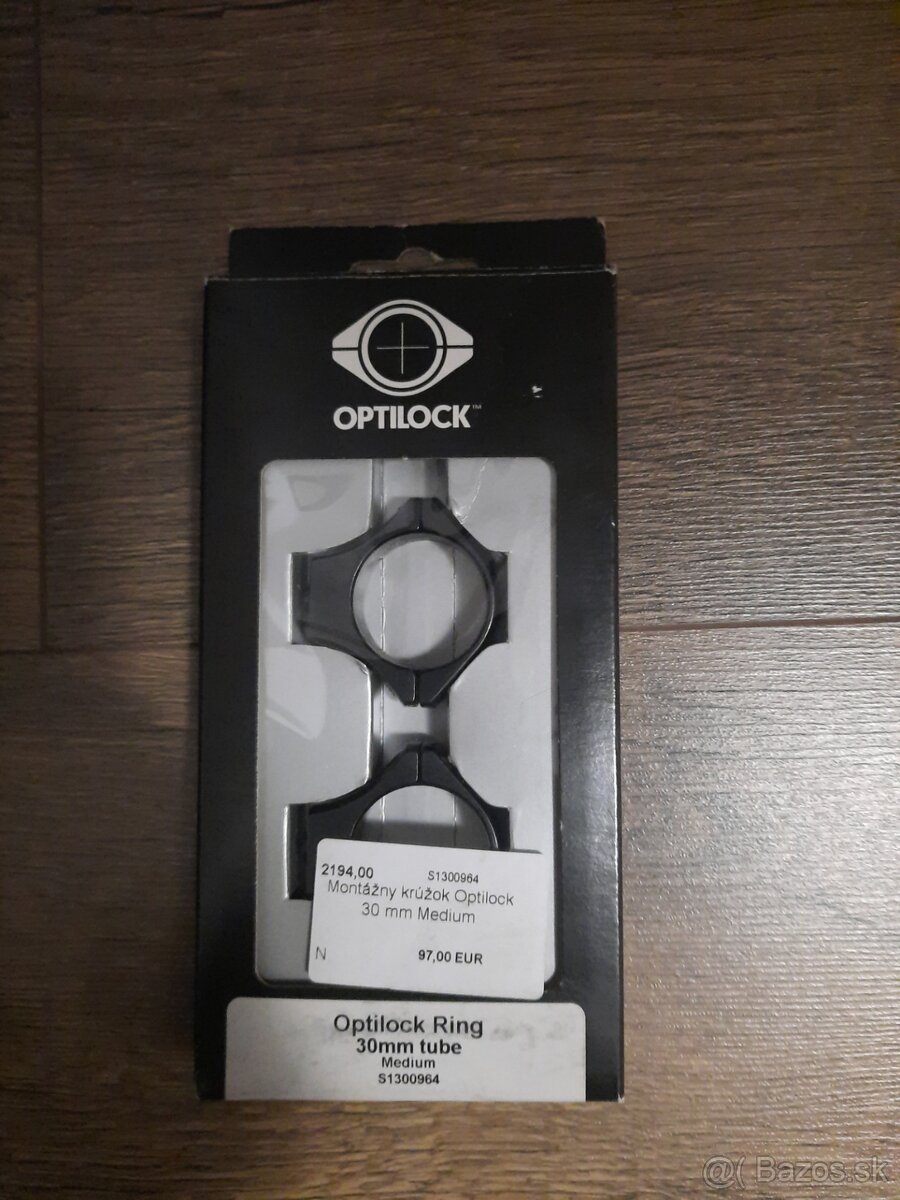 OPTILOCK™
2194,00 S1300964
Montážny krúžok Optilock
30 mm Medium
N 97,00 EUR
Optilock Ring
30mm tube
Medium
S1300964
@( Bazos.sk